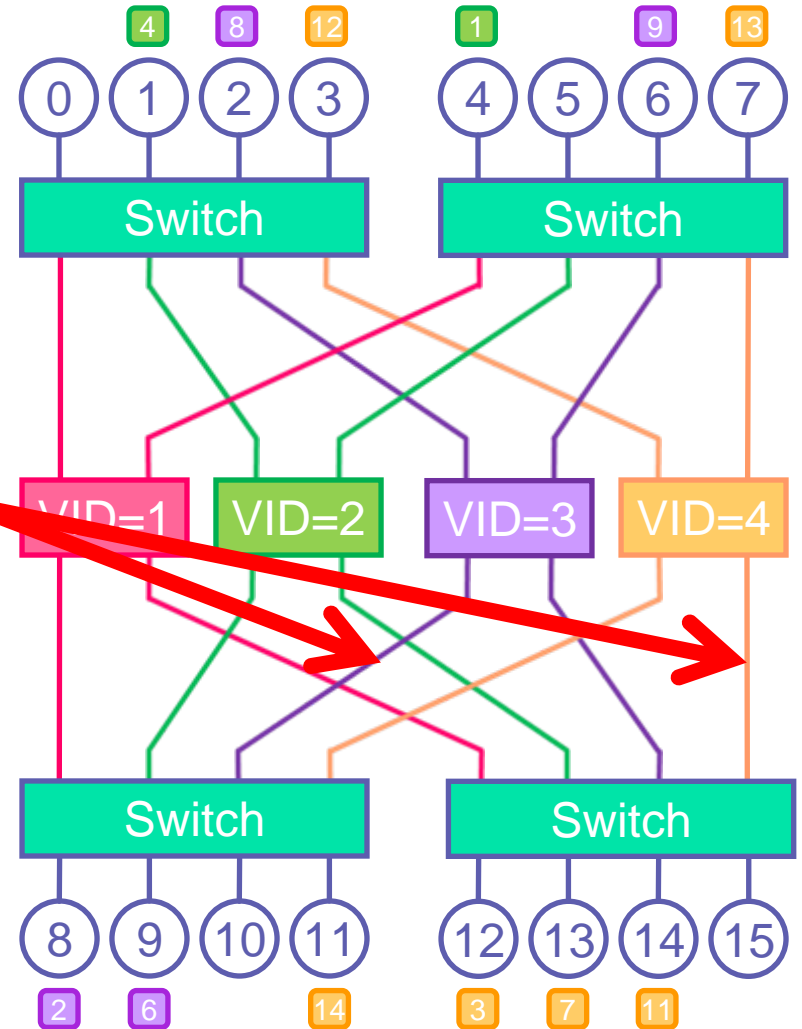 4 8 12 1 9 13
0 1 2 3 4 5 6 7
Switch Switch
VID=1 VID=2 VID=3 VID=4
Switch Switch
8 9 10 11 12 13 14 15
2 6 14 3 7 11